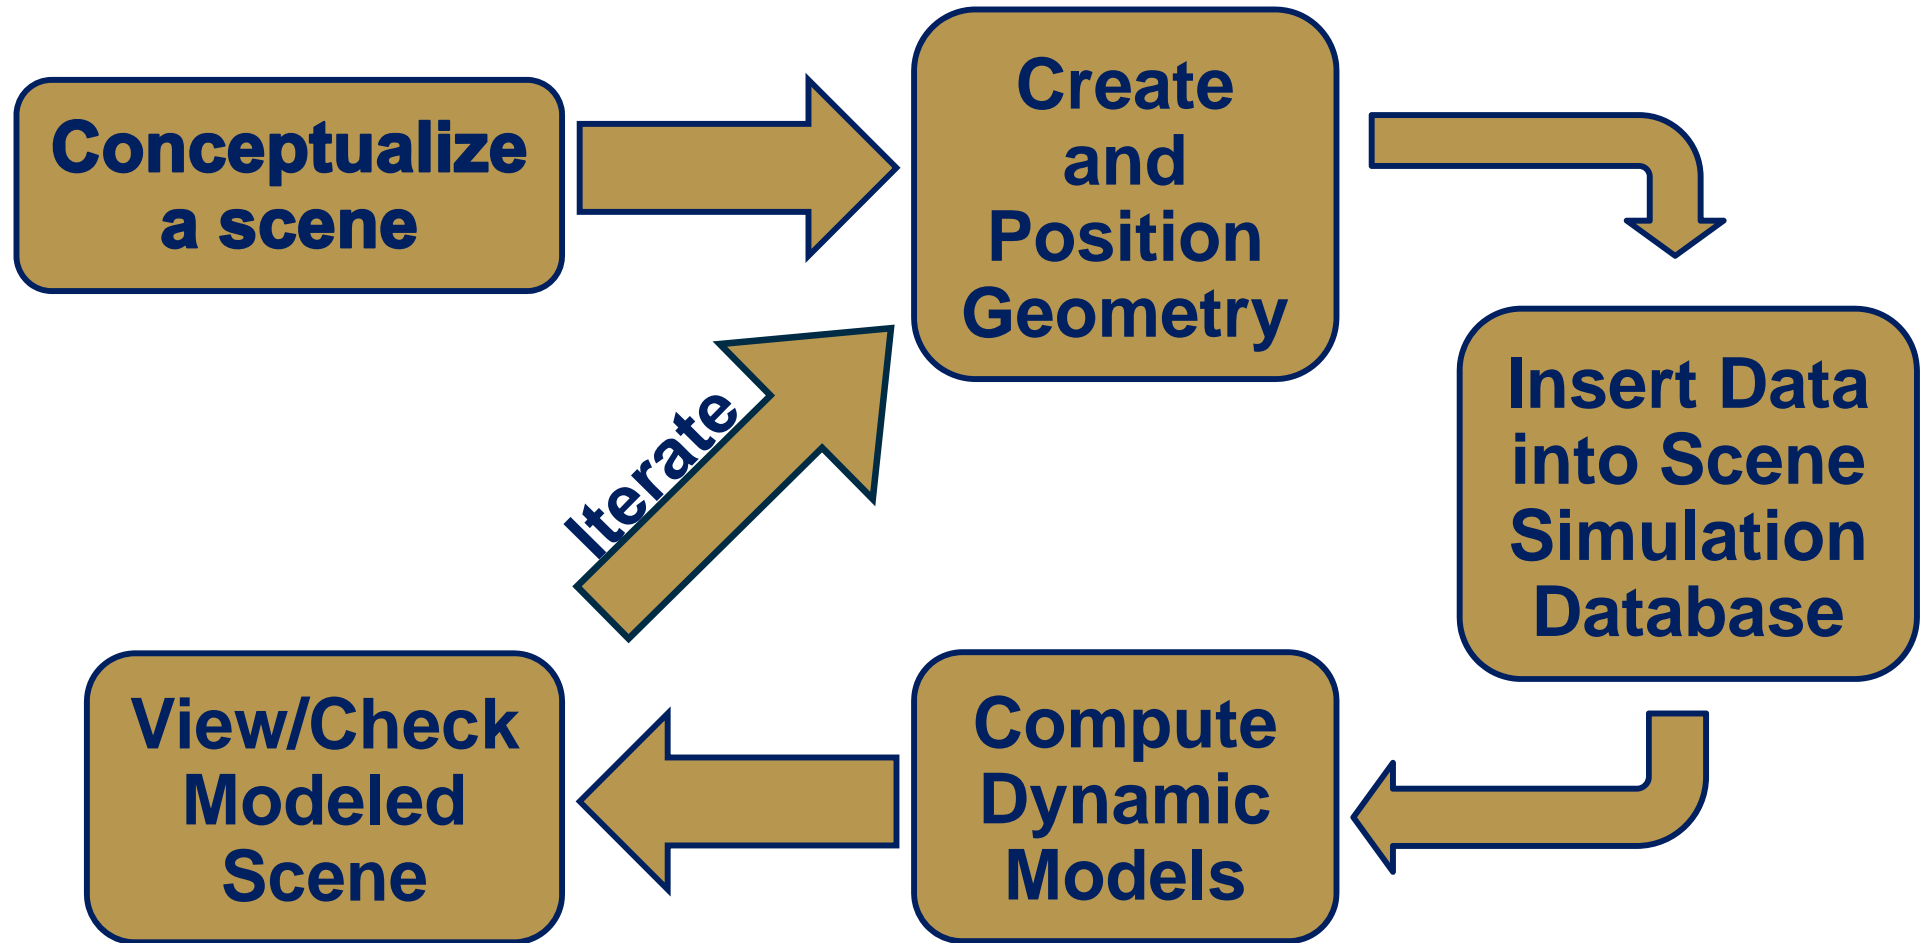 Conceptualize
a scene
Create
and
Position
Geometry
Insert Data
into Scene
Simulation
Database
Compute
Dynamic
Models
View/Check
Modeled
Scene
Iterate